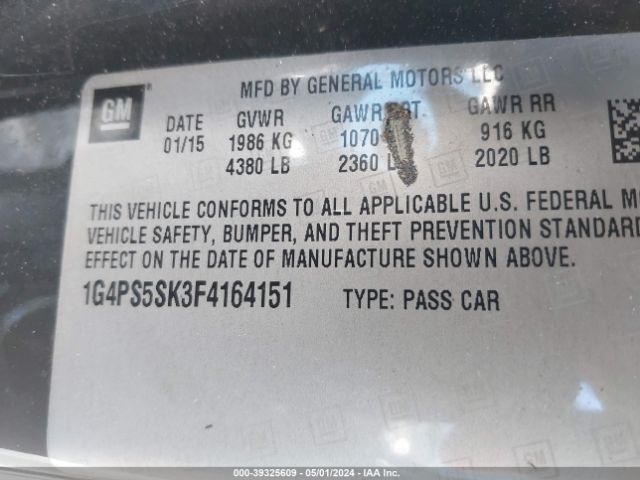 GM
MFD BY GENERAL MOTORS LLC
DATE GVWR GAWR GAWR RR
01/15 1986 KG 1070 916 KG
4380 LB 2360 2020 LB
THIS VEHICLE CONFORMS TO ALL APPLICABLE U.S. FEDERAL
VEHICLE SAFETY, BUMPER, AND THEFT PREVENTION STANDARD
EFFECT ON THE DATE OF MANUFACTURE SHOWN ABOVE.
1G4PS5SK3F4164151 TYPE: PASS CAR
000-39325609 - 05/01/2024 - IAA Inc.